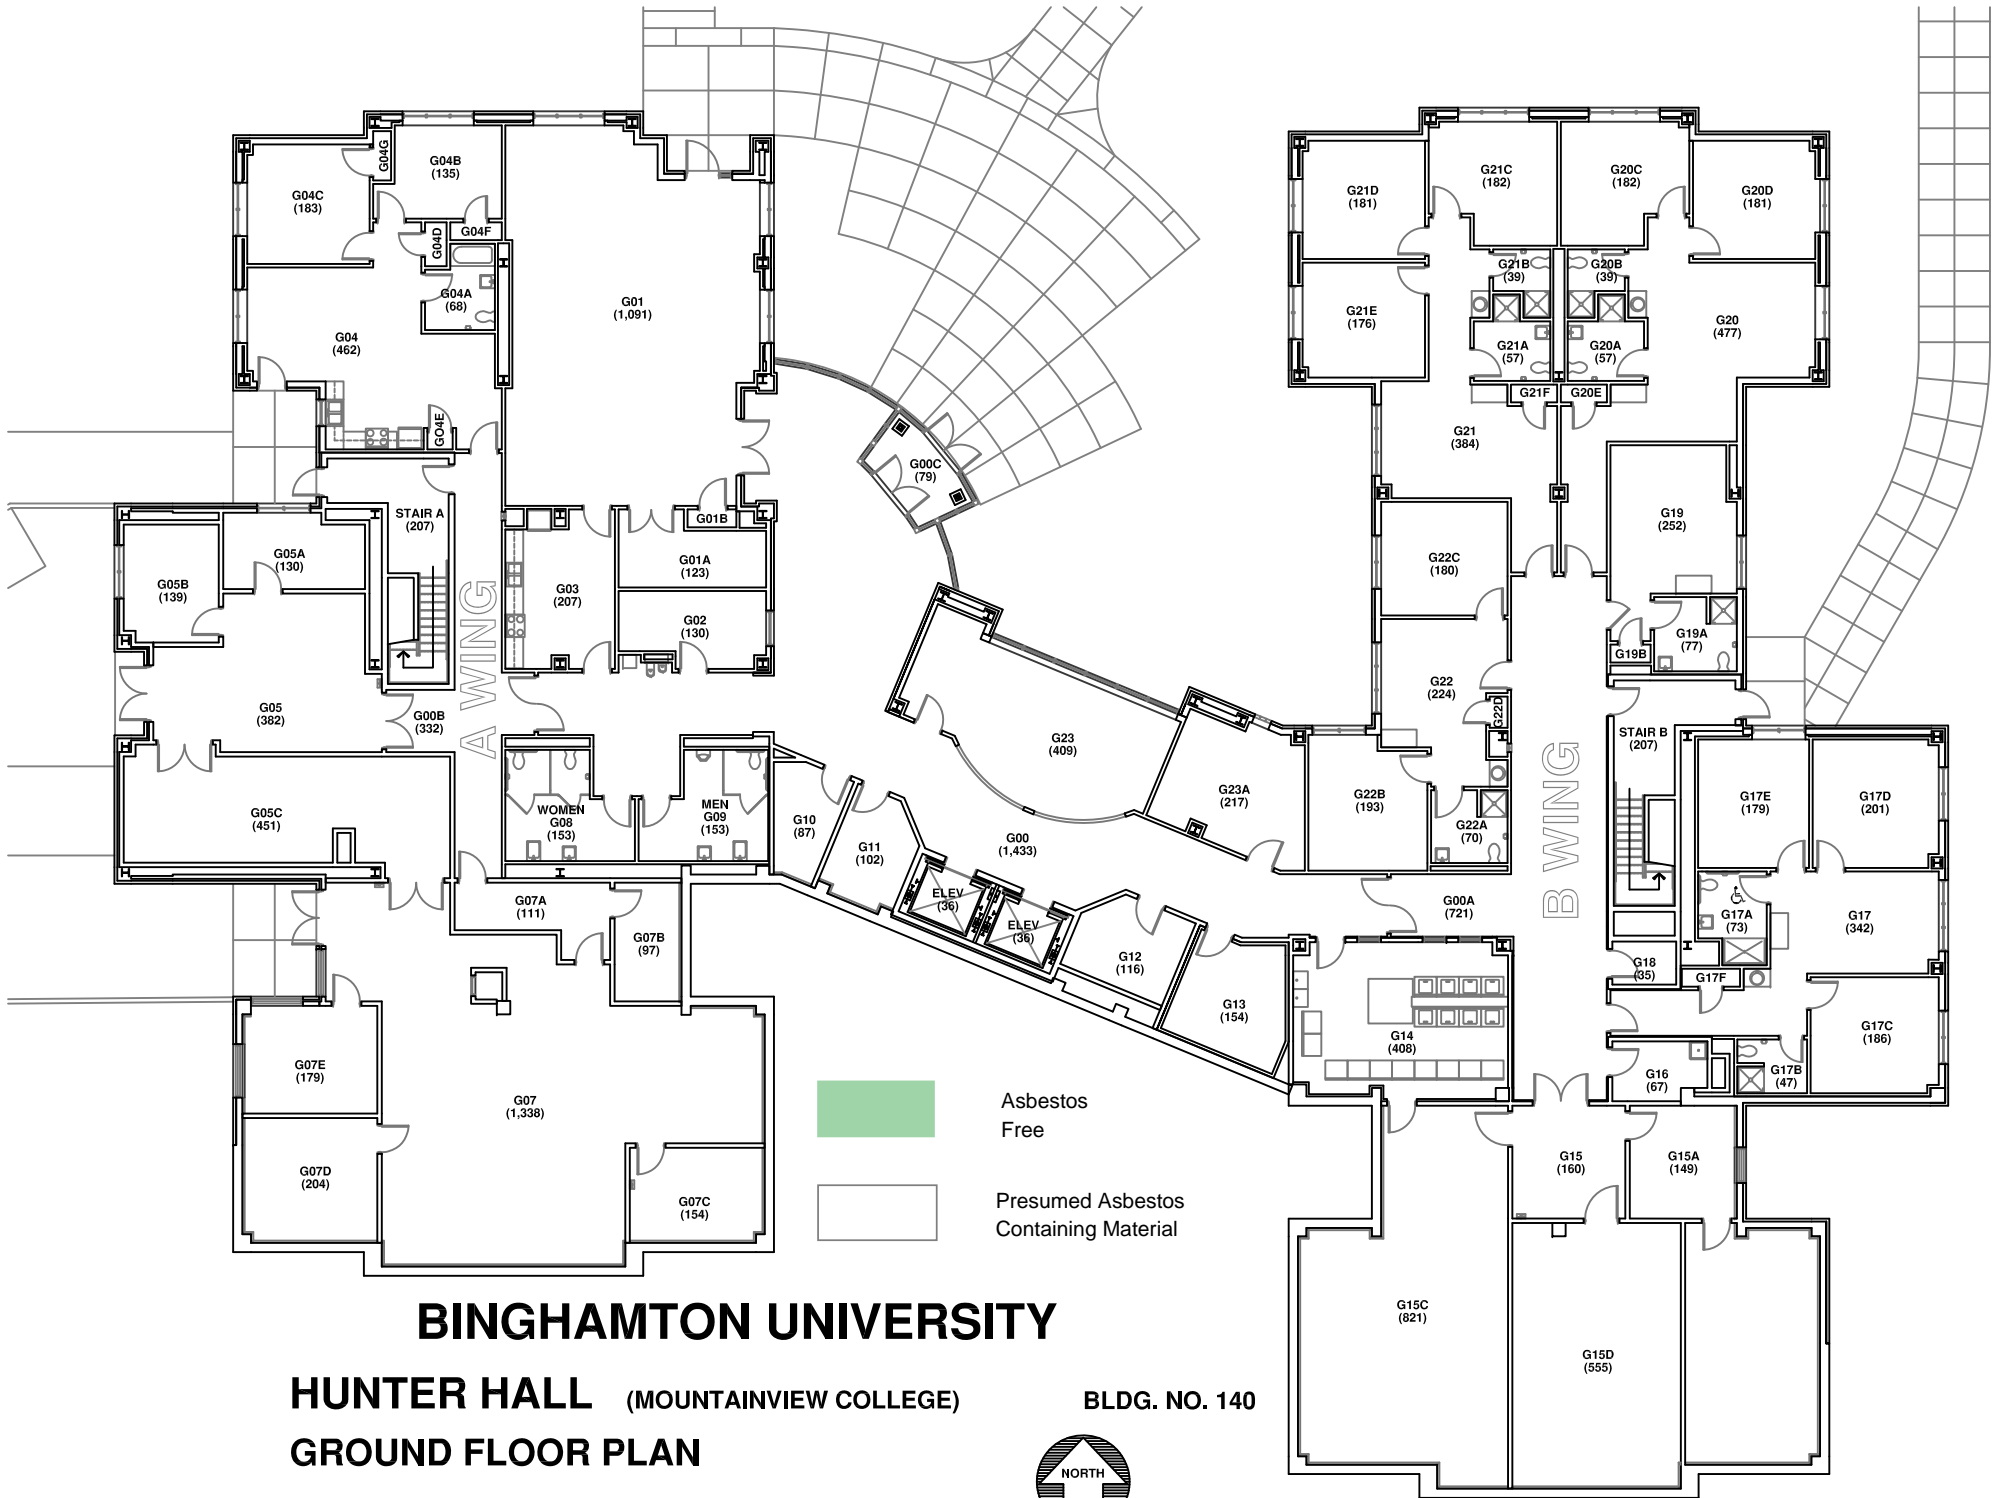 G04G
G04B
(135)
G04C
(183)
G04D
G04F
G04A
(68)
G04
(462)
GO4E
G01
(1,091)
G01B
G01A
(123)
G03
(207)
G02
(130)
STAIR A
(207)
G05A
(130)
G05B
(139)
G05
(382)
G00B
(332)
A WING
G05C
(451)
WOMEN
G08
(153)
MEN
G09
(153)
G10
(87)
G11
(102)
G07A
(111)
G07B
(97)
G07E
(179)
G07
(1,338)
G07D
(204)
G07C
(154)
G00C
(79)
G23
(409)
G23A
(217)
G00
(1,433)
ELEV
(36)
ELEV
(36)
G12
(116)
G13
(154)
G00A
(721)
G14
(408)
G21D
(181)
G21C
(182)
G20C
(182)
G20D
(181)
G21B
(39)
G20B
(39)
G21E
(176)
G21A
(57)
G20A
(57)
G20
(477)
G21F
G20E
G21
(384)
G19
(252)
G22C
(180)
G19A
(77)
G19B
G22
(224)
G22D
G22B
(193)
G22A
(70)
B WING
STAIR B
(207)
G17E
(179)
G17D
(201)
G17A
(73)
G17
(342)
G18
(35)
G17F
G17C
(186)
G16
(67)
G17B
(47)
G15
(160)
G15A
(149)
G15C
(821)
G15D
(555)
Asbestos
Free
Presumed Asbestos
Containing Material
BINGHAMTON UNIVERSITY
HUNTER HALL (MOUNTAINVIEW COLLEGE) BLDG. NO. 140
GROUND FLOOR PLAN
NORTH